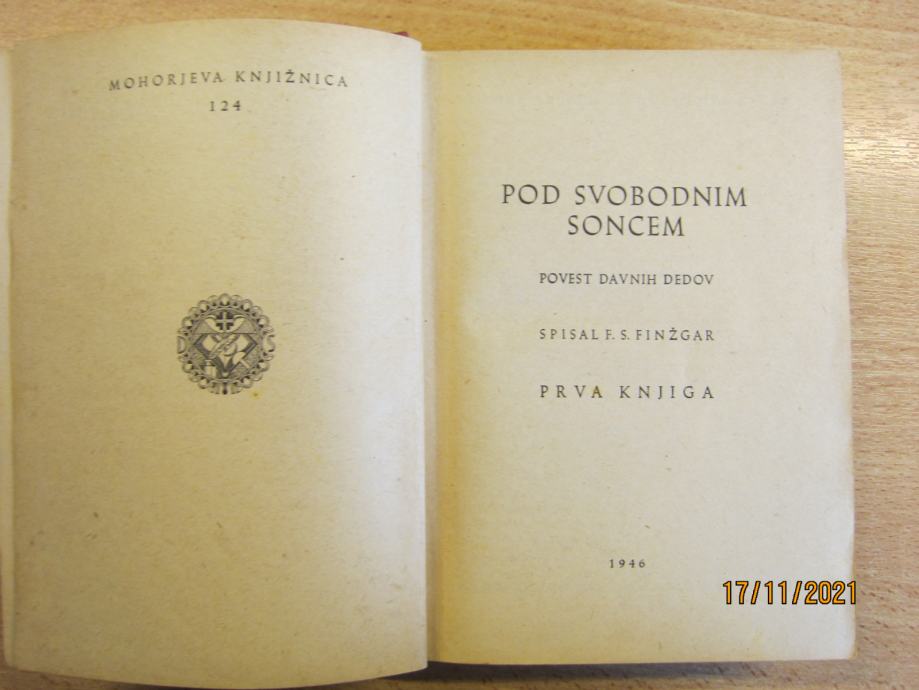 MOHORJEVA KNJIŽNICA
124
POD SVOBODNIM
SONCEM
POVEST DAVNIH DEDOV
SPISAL F. S. FINŽGAR
PRVA KNJIGA
1946
17/11/2021